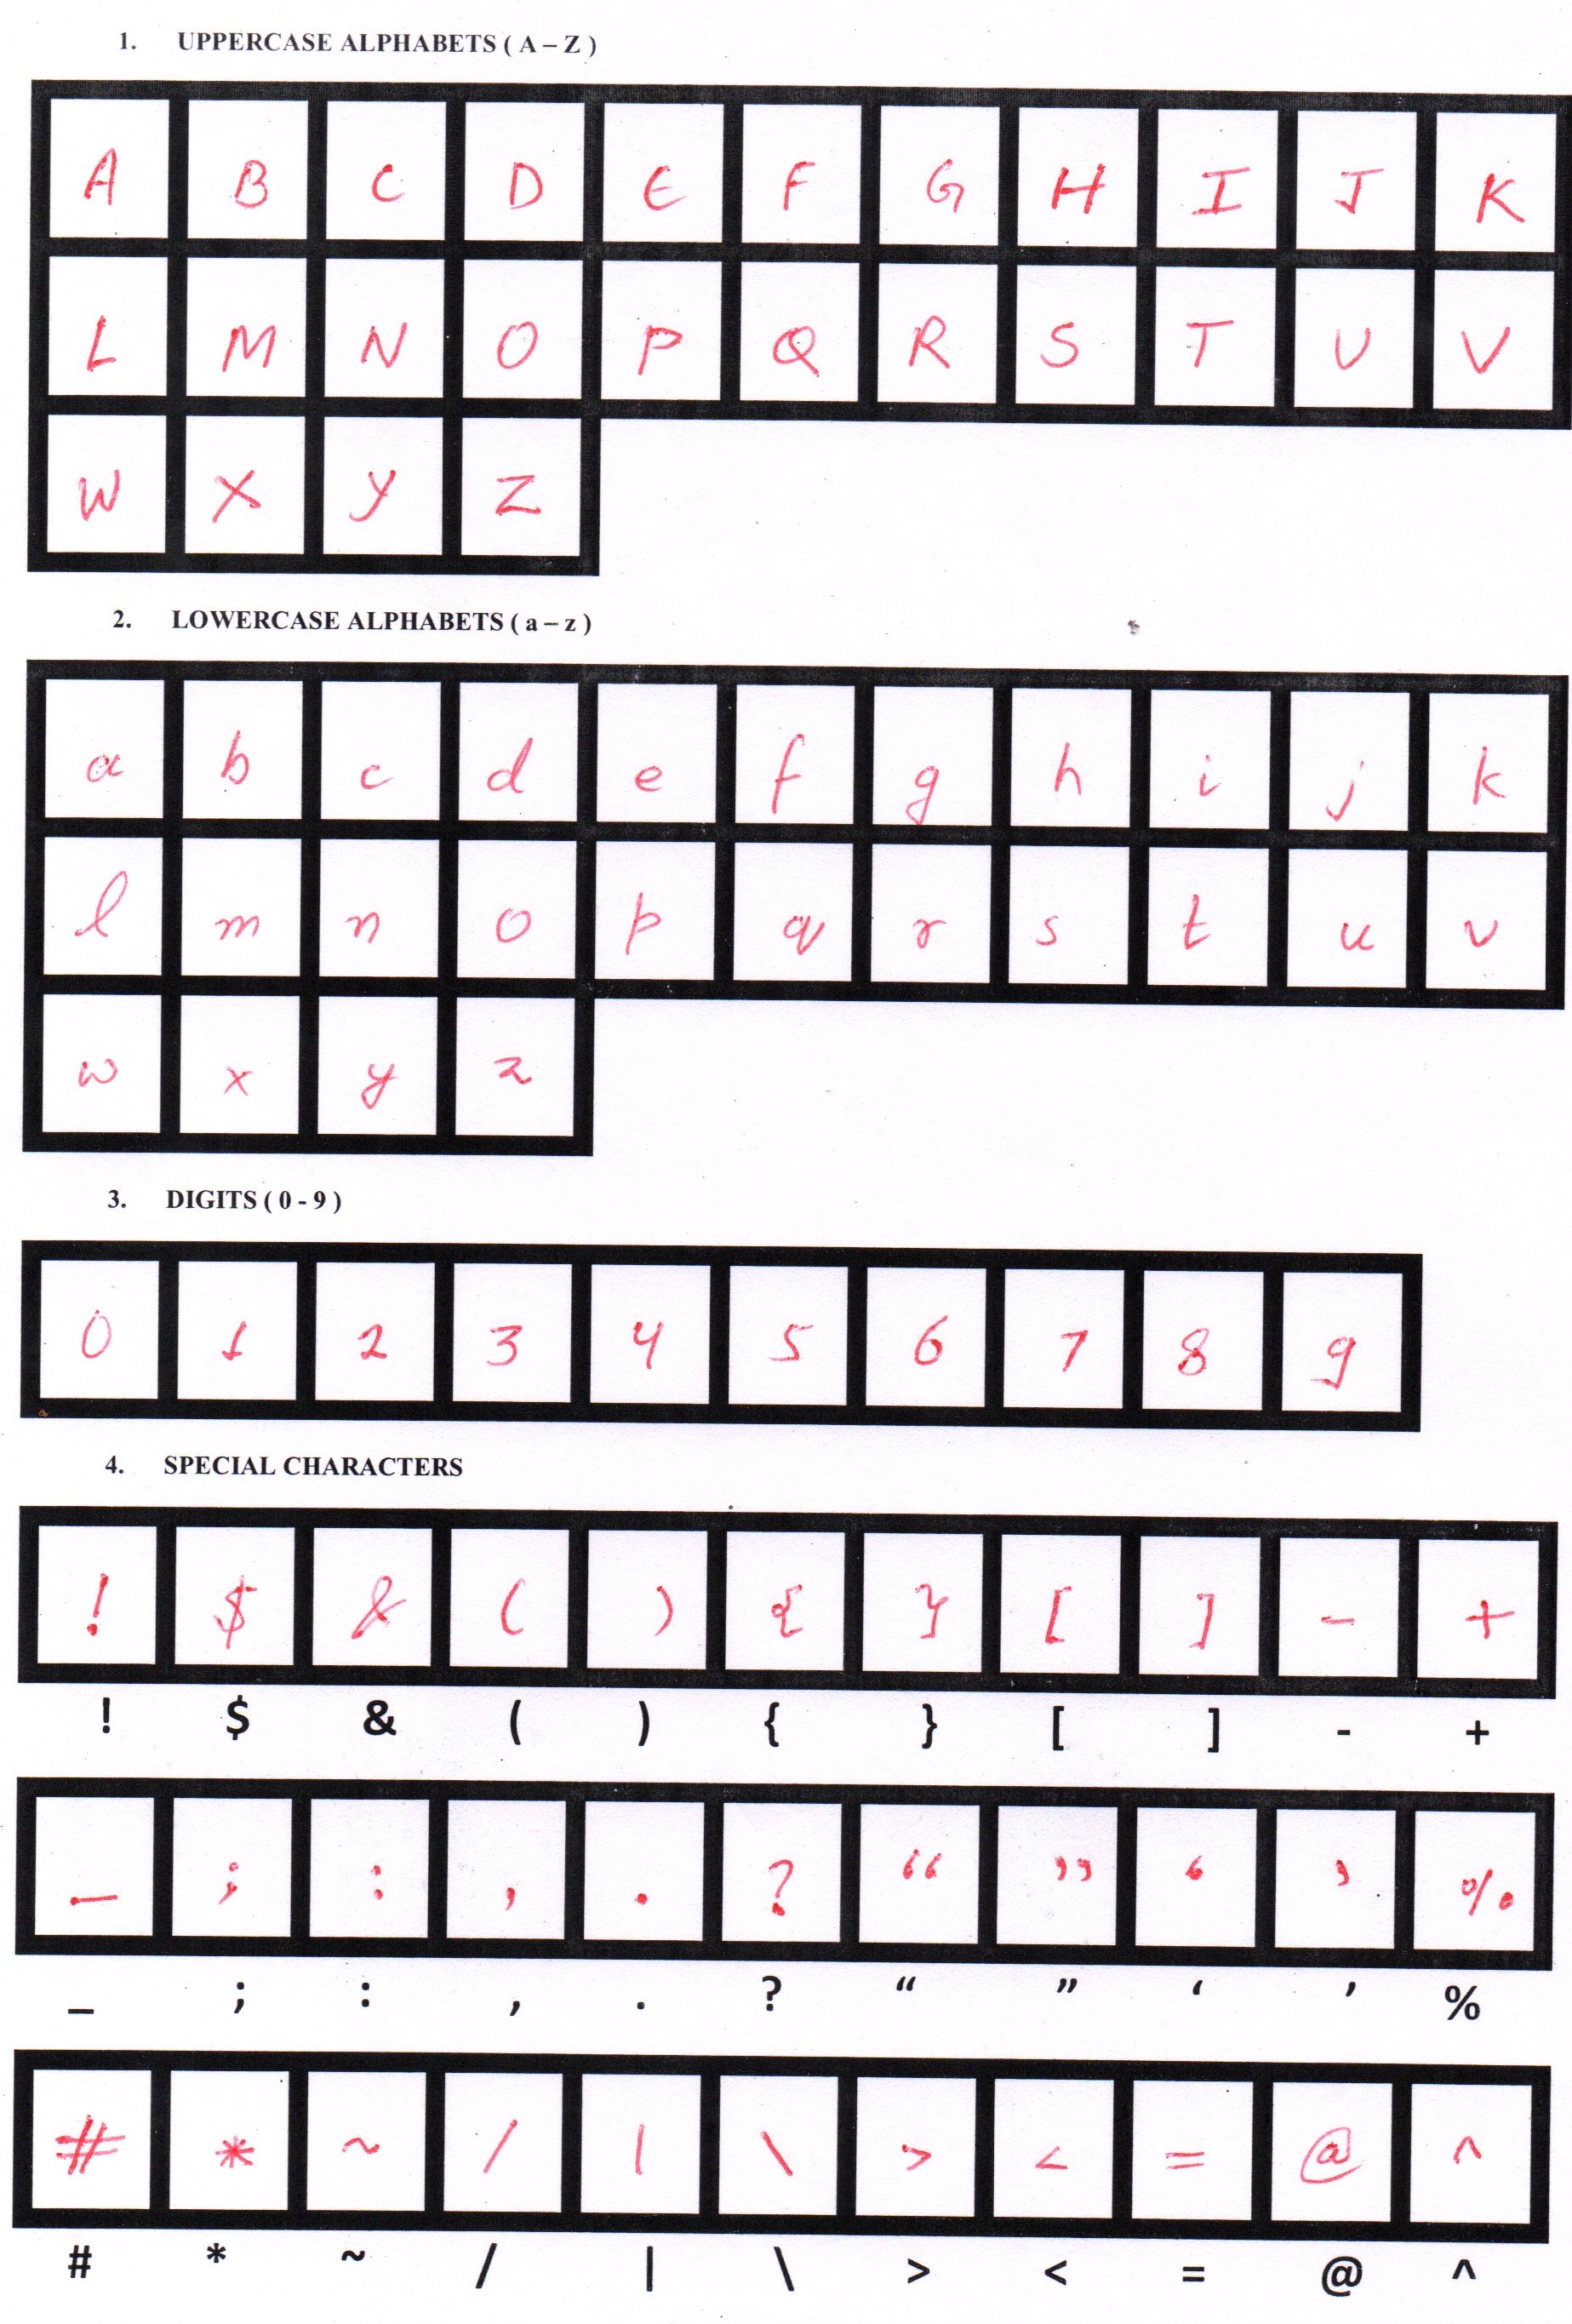 1. UPPERCASE ALPHABETS ( A – Z )
A B C D E F G H I J K
L M N O P Q R S T U V
W X Y Z
2. LOWERCASE ALPHABETS ( a – z )
a b c d e f g h i j k
l m n o p q r s t u v
w x y z
3. DIGITS ( 0 - 9 )
0 1 2 3 4 5 6 7 8 9
4. SPECIAL CHARACTERS
! $ & ( ) { } [ ] - +
! $ & ( ) { } [ ] - +
_ ; : , . ? “ ” ‘ ’ %
_ ; : , . ? “ ” ‘ ’ %
# * ~ / | \ > < = @ ^
# * ~ / | \ > < = @ ^